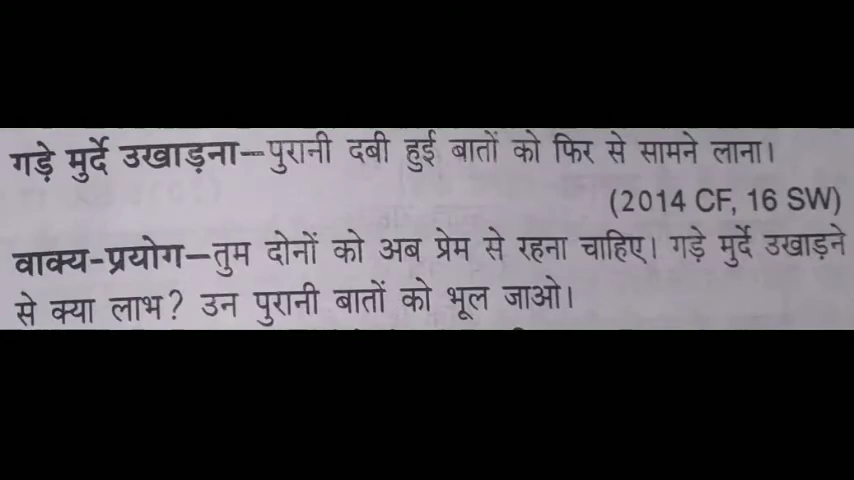 गड़े मुर्दे उखाड़ना—पुरानी दबी हुई बातों को फिर से सामने लाना।
(2014 CF, 16 SW)
वाक्य-प्रयोग—तुम दोनों को अब प्रेम से रहना चाहिए। गड़े मुर्दे उखाड़ने
से क्या लाभ? उन पुरानी बातों को भूल जाओ।